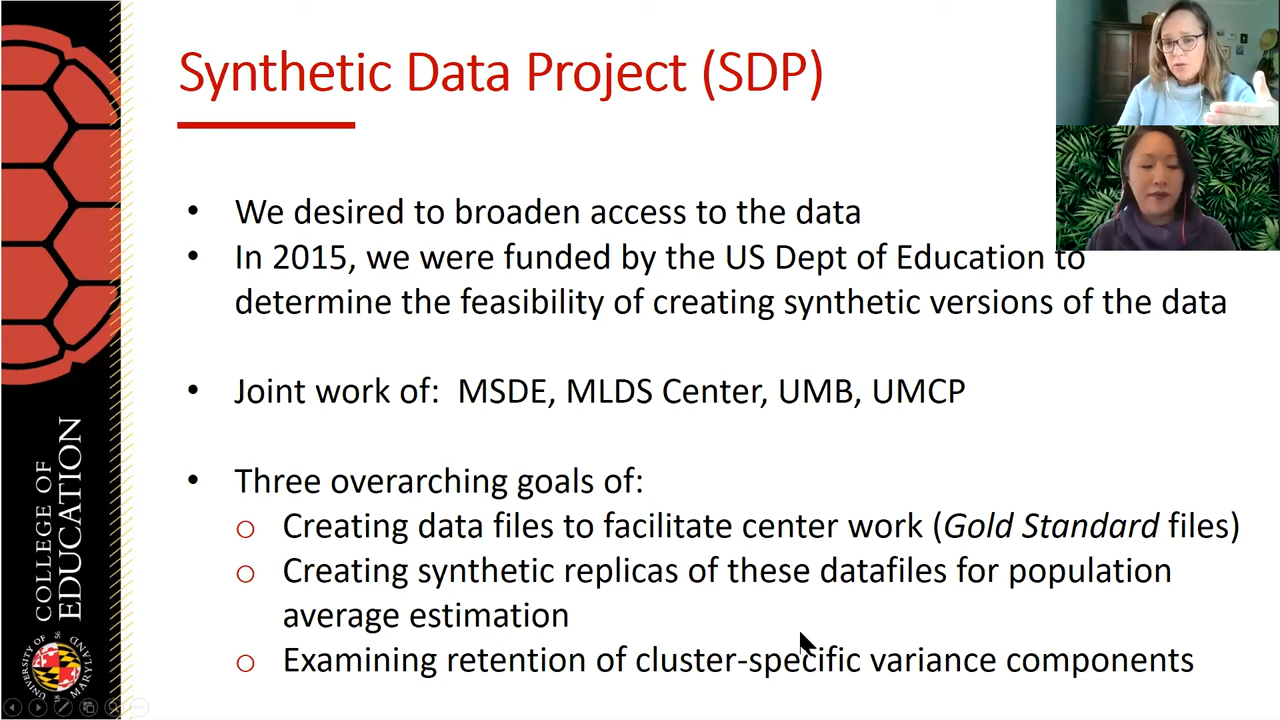 Synthetic Data Project (SDP)
• We desired to broaden access to the data
• In 2015, we were funded by the US Dept of Education to
determine the feasibility of creating synthetic versions of the data
• Joint work of: MSDE, MLDS Center, UMB, UMCP
• Three overarching goals of:
o Creating data files to facilitate center work (Gold Standard files)
o Creating synthetic replicas of these datafiles for population
average estimation
o Examining retention of cluster-specific variance components
COLLEGE OF
EDUCATION
UNIVERSITY OF
MARYLAND
18 56